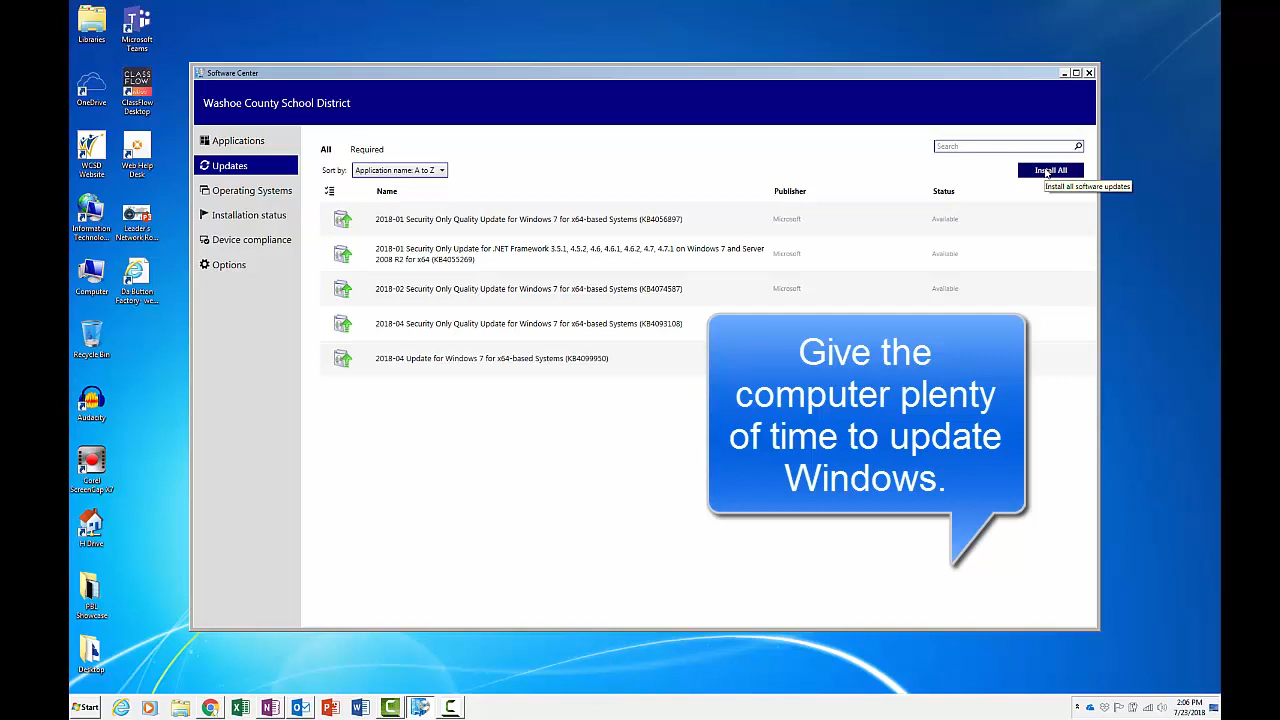 Libraries
Microsoft
Teams
OneDrive
CLASS
FLOW
ClassFlow
Desktop
WCSD
Website
Web Help
Desk
Information
Technolo...
Leader's
Network Ro...
Computer
Da Button
Factory- we...
Recycle Bin
Audacity
Corel
ScreenCap X7
H Drive
PBL
Showcase
Desktop
Software Center
Washoe County School District
Applications
Updates
Operating Systems
Installation status
Device compliance
Options
All Required
Search
Sort by: Application name: A to Z
Install All
Install all software updates
Name Publisher Status
2018-01 Security Only Quality Update for Windows 7 for x64-based Systems (KB4056897) Microsoft Available
2018-01 Security Only Update for .NET Framework 3.5.1, 4.5.2, 4.6, 4.6.1, 4.6.2, 4.7, 4.7.1 on Windows 7 and Server
2008 R2 for x64 (KB4055269) Microsoft Available
2018-02 Security Only Quality Update for Windows 7 for x64-based Systems (KB4074587) Microsoft Available
2018-04 Security Only Quality Update for Windows 7 for x64-based Systems (KB4093108)
2018-04 Update for Windows 7 for x64-based Systems (KB4099950)
Give the
computer plenty
of time to update
Windows.
Start
2:06 PM
7/23/2018